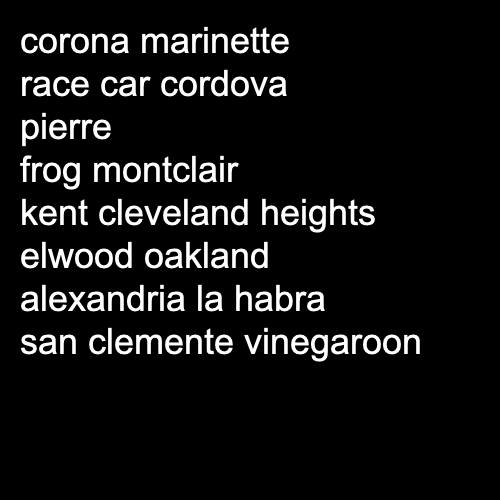 corona marinette
race car cordova
pierre
frog montclair
kent cleveland heights
elwood oakland
alexandria la habra
san clemente vinegaroon